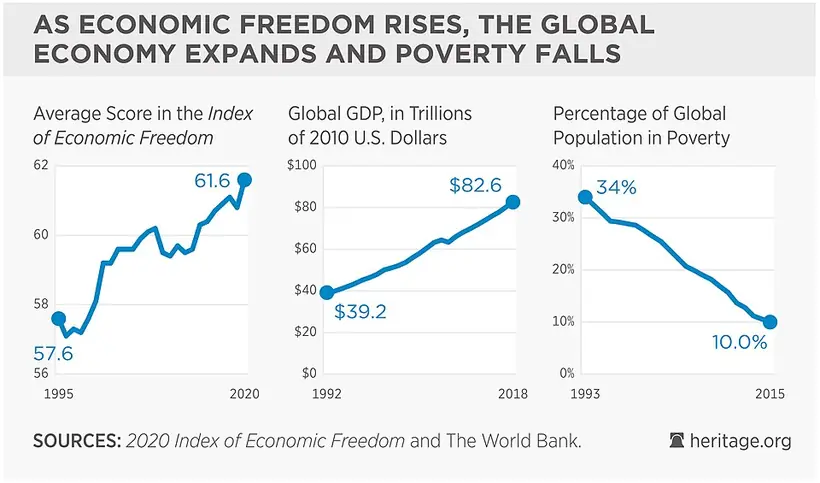 AS ECONOMIC FREEDOM RISES, THE GLOBAL
ECONOMY EXPANDS AND POVERTY FALLS
Average Score in the Index
of Economic Freedom
62
60
58
56
61.6
57.6
1995
2020
Global GDP, in Trillions
of 2010 U.S. Dollars
$100
$80
$60
$40
$20
$0
$82.6
$39.2
1992
2018
Percentage of Global
Population in Poverty
40%
30%
20%
10%
0%
34%
10.0%
1993
2015
SOURCES: 2020 Index of Economic Freedom and The World Bank.
heritage.org